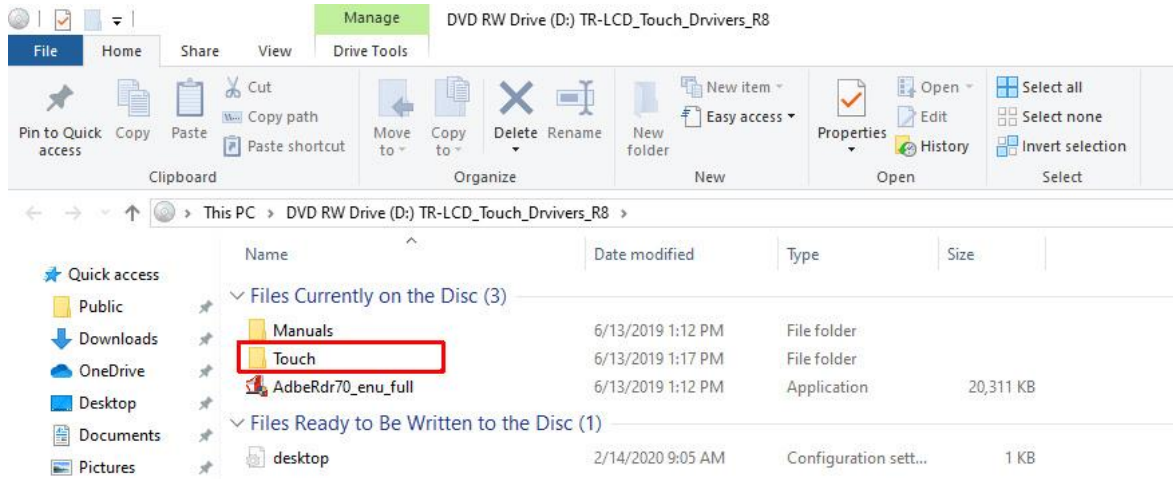 Manage DVD RW Drive (D:) TR-LCD_Touch_Drvivers_R8
File Home Share View Drive Tools
Pin to Quick access
Copy
Paste
Cut
Copy path
Paste shortcut
Clipboard
Move to
Copy to
Delete
Rename
Organize
New folder
New item
Easy access
New
Properties
Open
Edit
History
Open
Select all
Select none
Invert selection
Select
This PC > DVD RW Drive (D:) TR-LCD_Touch_Drvivers_R8 >
Quick access
Public
Downloads
OneDrive
Desktop
Documents
Pictures
Name Date modified Type Size
Files Currently on the Disc (3)
Manuals 6/13/2019 1:12 PM File folder
Touch 6/13/2019 1:17 PM File folder
AdbeRdr70_enu_full 6/13/2019 1:12 PM Application 20,311 KB
Files Ready to Be Written to the Disc (1)
desktop 2/14/2020 9:05 AM Configuration sett... 1 KB